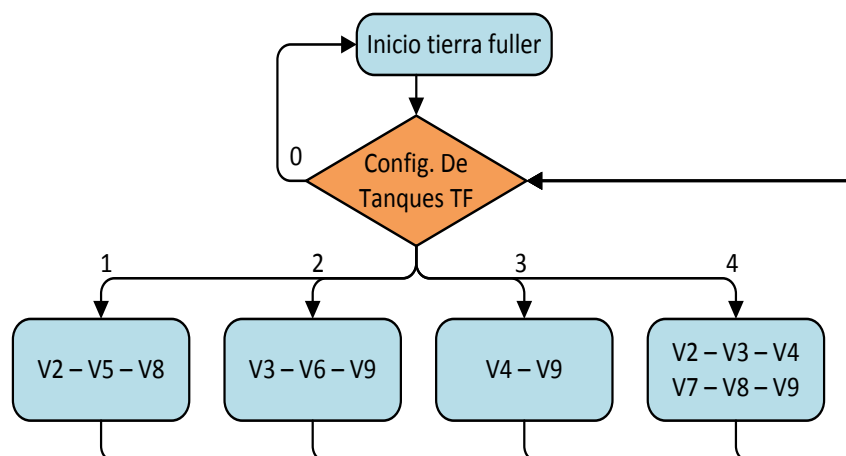 Inicio tierra fuller
0
Config. De
Tanques TF
1
2
3
4
V2 – V5 – V8
V3 – V6 – V9
V4 – V9
V2 – V3 – V4
V7 – V8 – V9